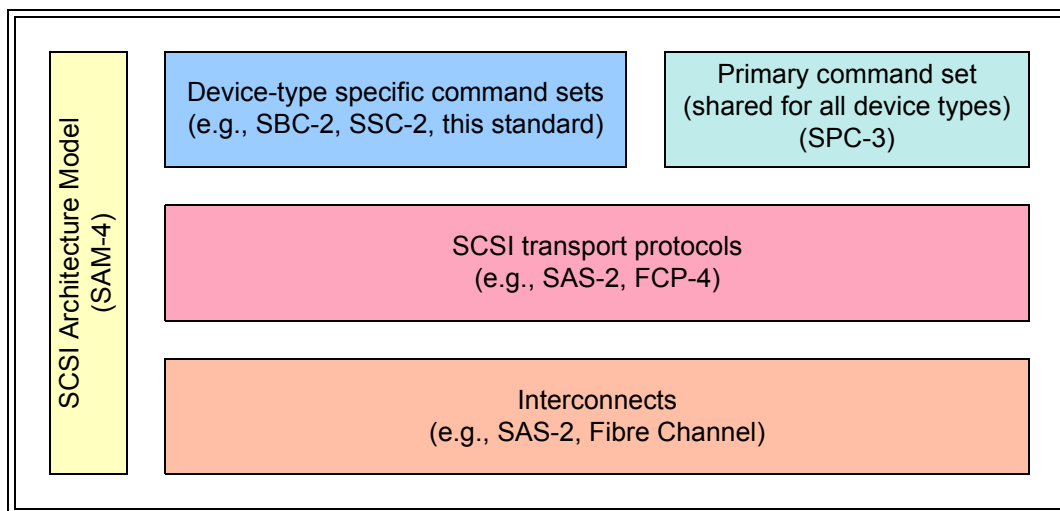 SCSI Architecture Model
(SAM-4)
Device-type specific command sets
(e.g., SBC-2, SSC-2, this standard)
Primary command set
(shared for all device types)
(SPC-3)
SCSI transport protocols
(e.g., SAS-2, FCP-4)
Interconnects
(e.g., SAS-2, Fibre Channel)